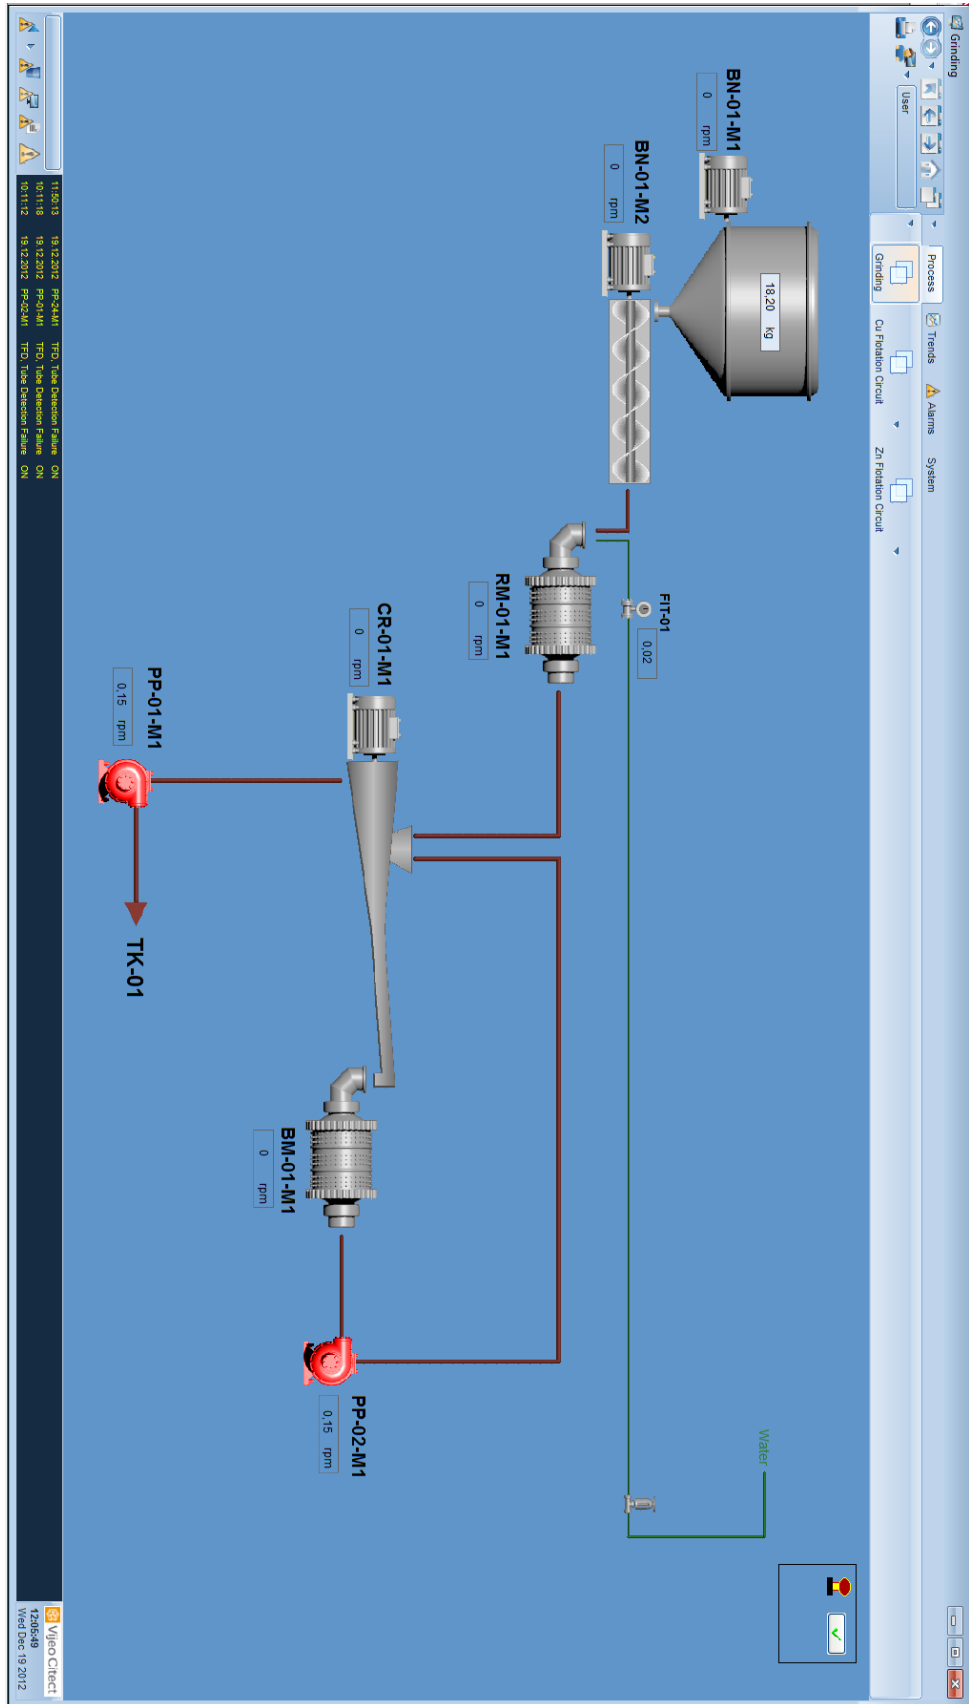 Grinding
User
Process
Trends
Alarms
System
Grinding
Cu Flotation Circuit
Zn Flotation Circuit
BN-01-M1
0 rpm
18,20 kg
BN-01-M2
0 rpm
Water
FIT-01
0,02
RM-01-M1
0 rpm
CR-01-M1
0 rpm
PP-01-M1
0,15 rpm
TK-01
BM-01-M1
0 rpm
PP-02-M1
0,15 rpm
11:50:13 19.12.2012 PP-24-M1 TFD, Tube Detection Failure ON
10:11:18 19.12.2012 PP-01-M1 TFD, Tube Detection Failure ON
10:11:12 19.12.2012 PP-02-M1 TFD, Tube Detection Failure ON
Vijeo Citect
12:05:49
Wed Dec 19 2012